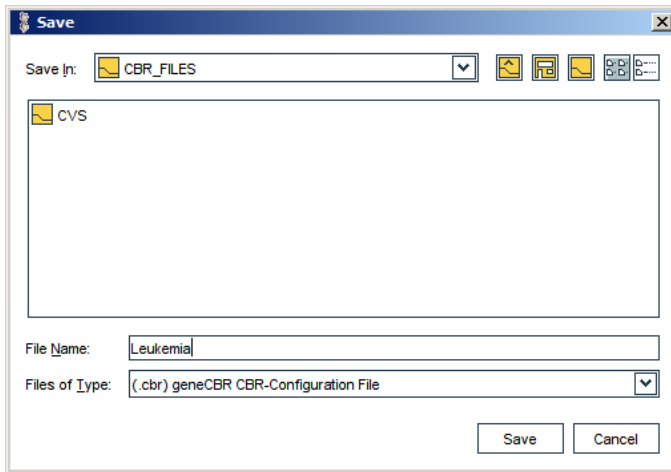 Save
Save In: CBR_FILES
CVS
File Name: Leukemia
Files of Type: (.cbr) geneCBR CBR-Configuration File
Save Cancel